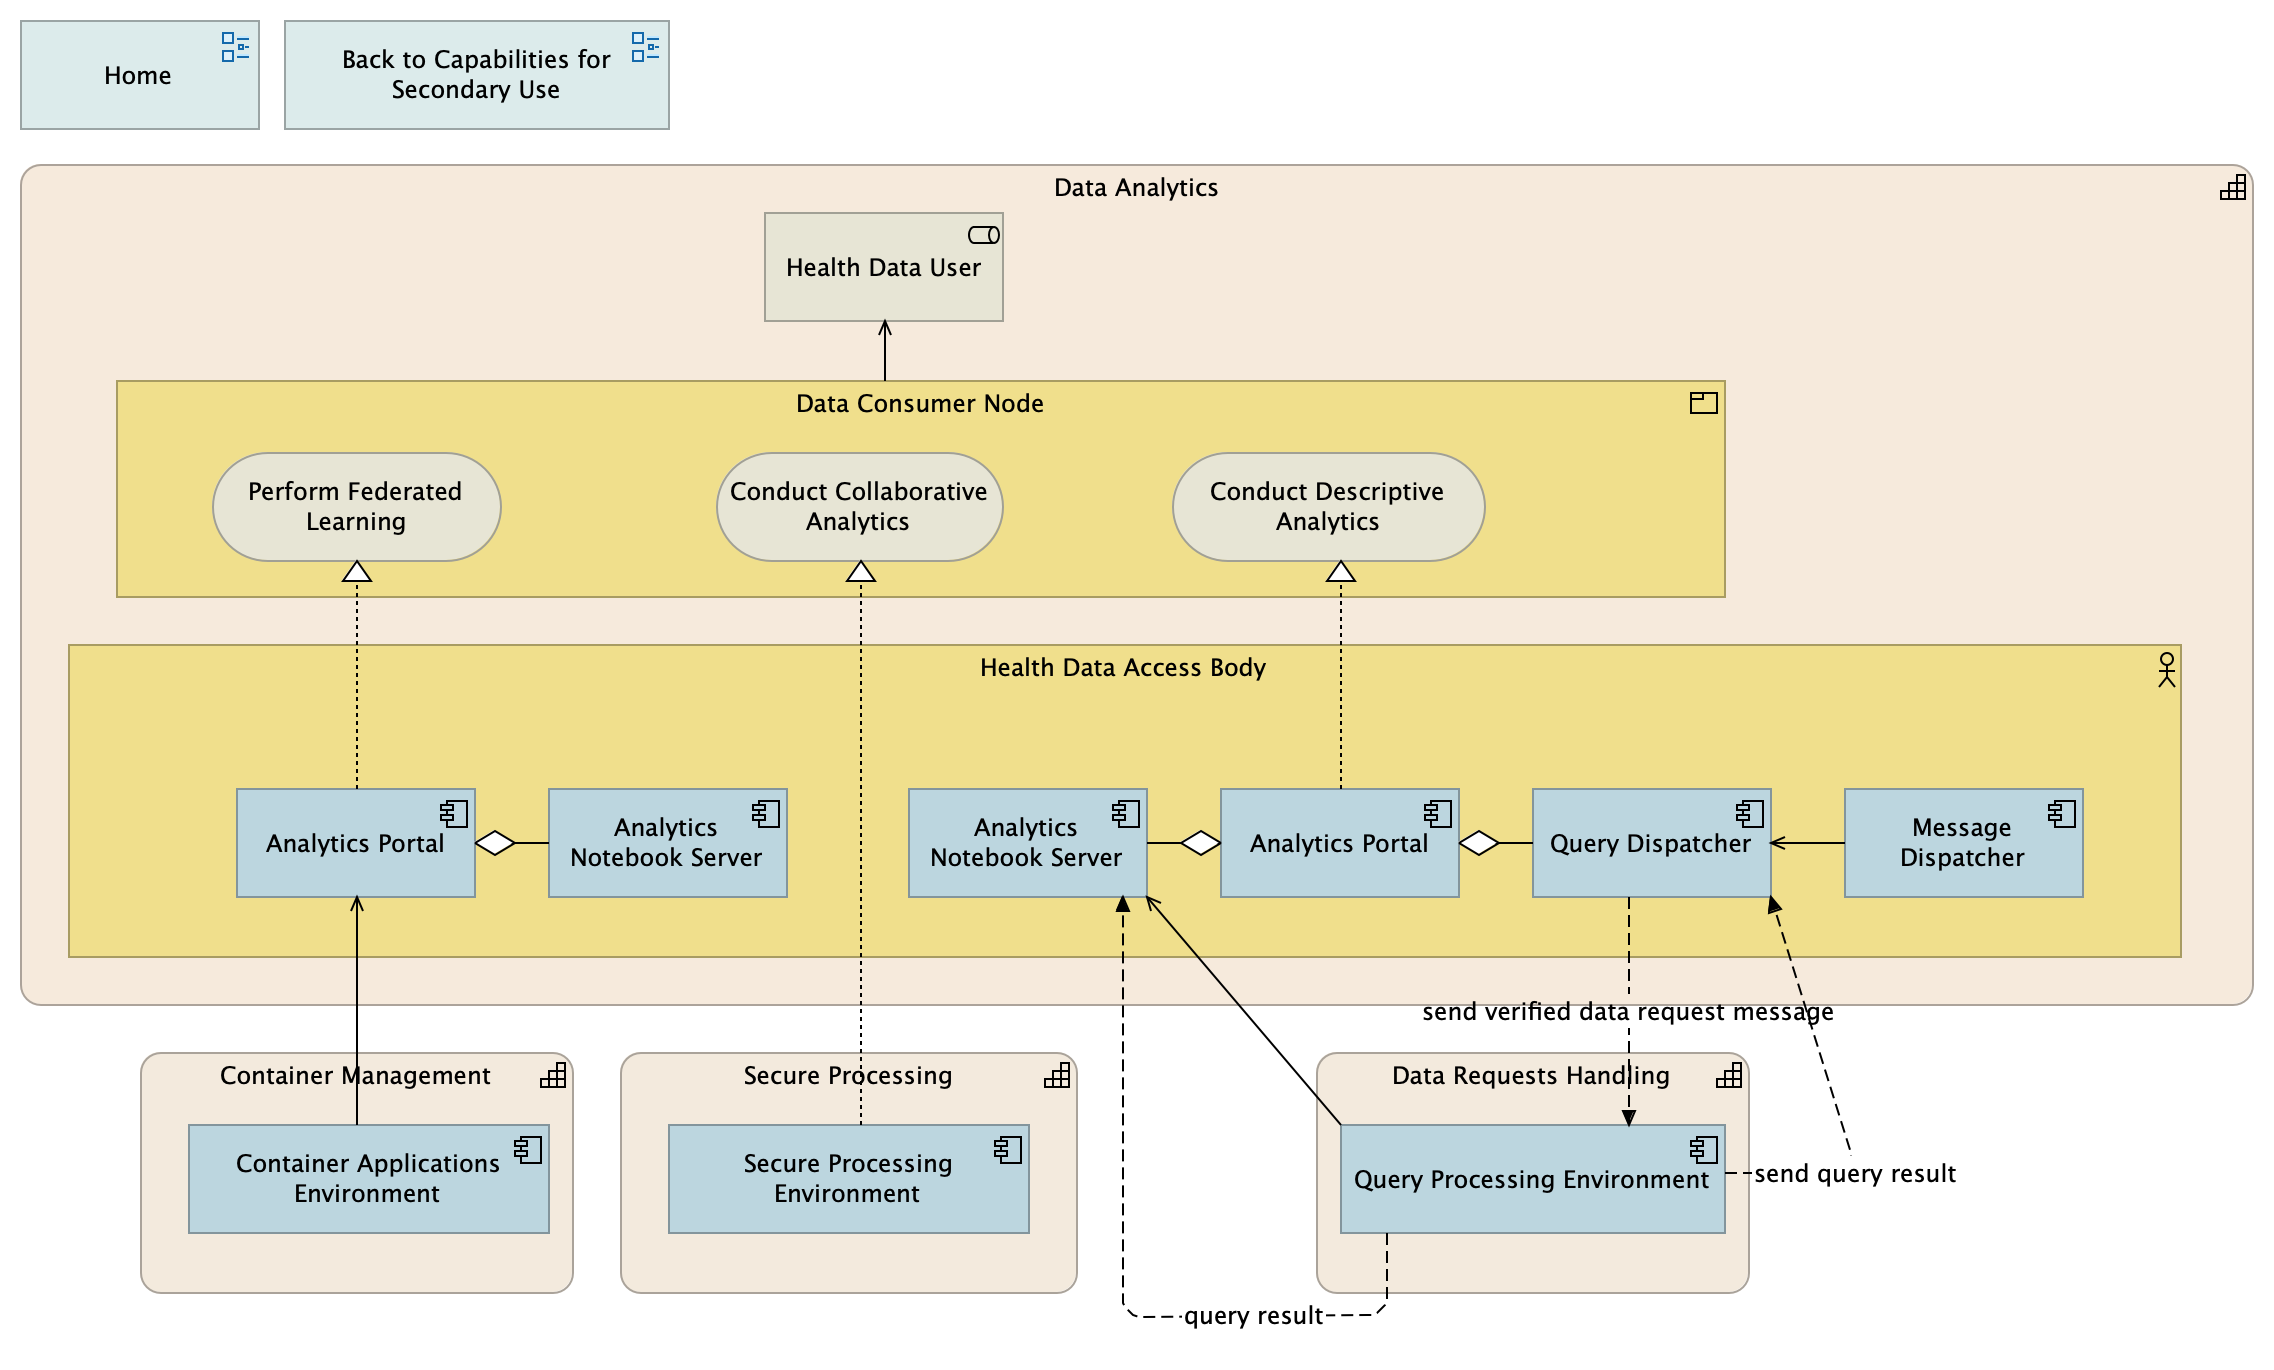 Home
Back to Capabilities for
Secondary Use
Data Analytics
Health Data User
Data Consumer Node
Perform Federated
Learning
Conduct Collaborative
Analytics
Conduct Descriptive
Analytics
Health Data Access Body
Analytics Portal
Analytics
Notebook Server
Analytics
Notebook Server
Analytics Portal
Query Dispatcher
Message
Dispatcher
send verified data request message
Container Management
Secure Processing
Data Requests Handling
Container Applications
Environment
Secure Processing
Environment
Query Processing Environment
send query result
query result